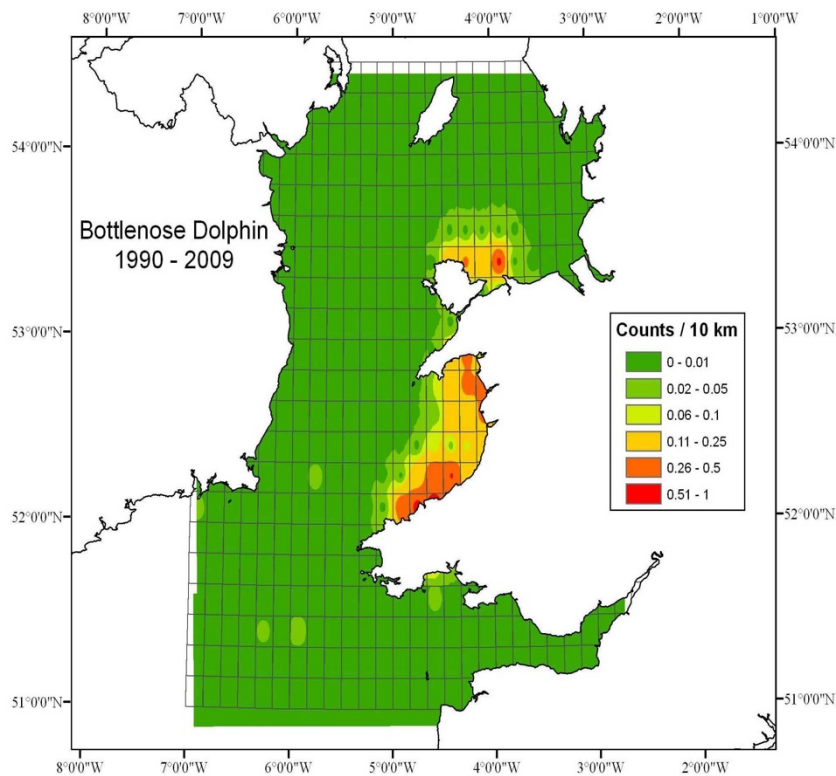 8°0'0"W 7°0'0"W 6°0'0"W 5°0'0"W 4°0'0"W 3°0'0"W 2°0'0"W 1°0'0"W
54°0'0"N 54°0'0"N
Bottlenose Dolphin
1990 - 2009
53°0'0"N 53°0'0"N
Counts / 10 km
0 - 0.01
0.02 - 0.05
0.06 - 0.1
0.11 - 0.25
0.26 - 0.5
0.51 - 1
52°0'0"N 52°0'0"N
51°0'0"N 51°0'0"N
8°0'0"W 7°0'0"W 6°0'0"W 5°0'0"W 4°0'0"W 3°0'0"W 2°0'0"W